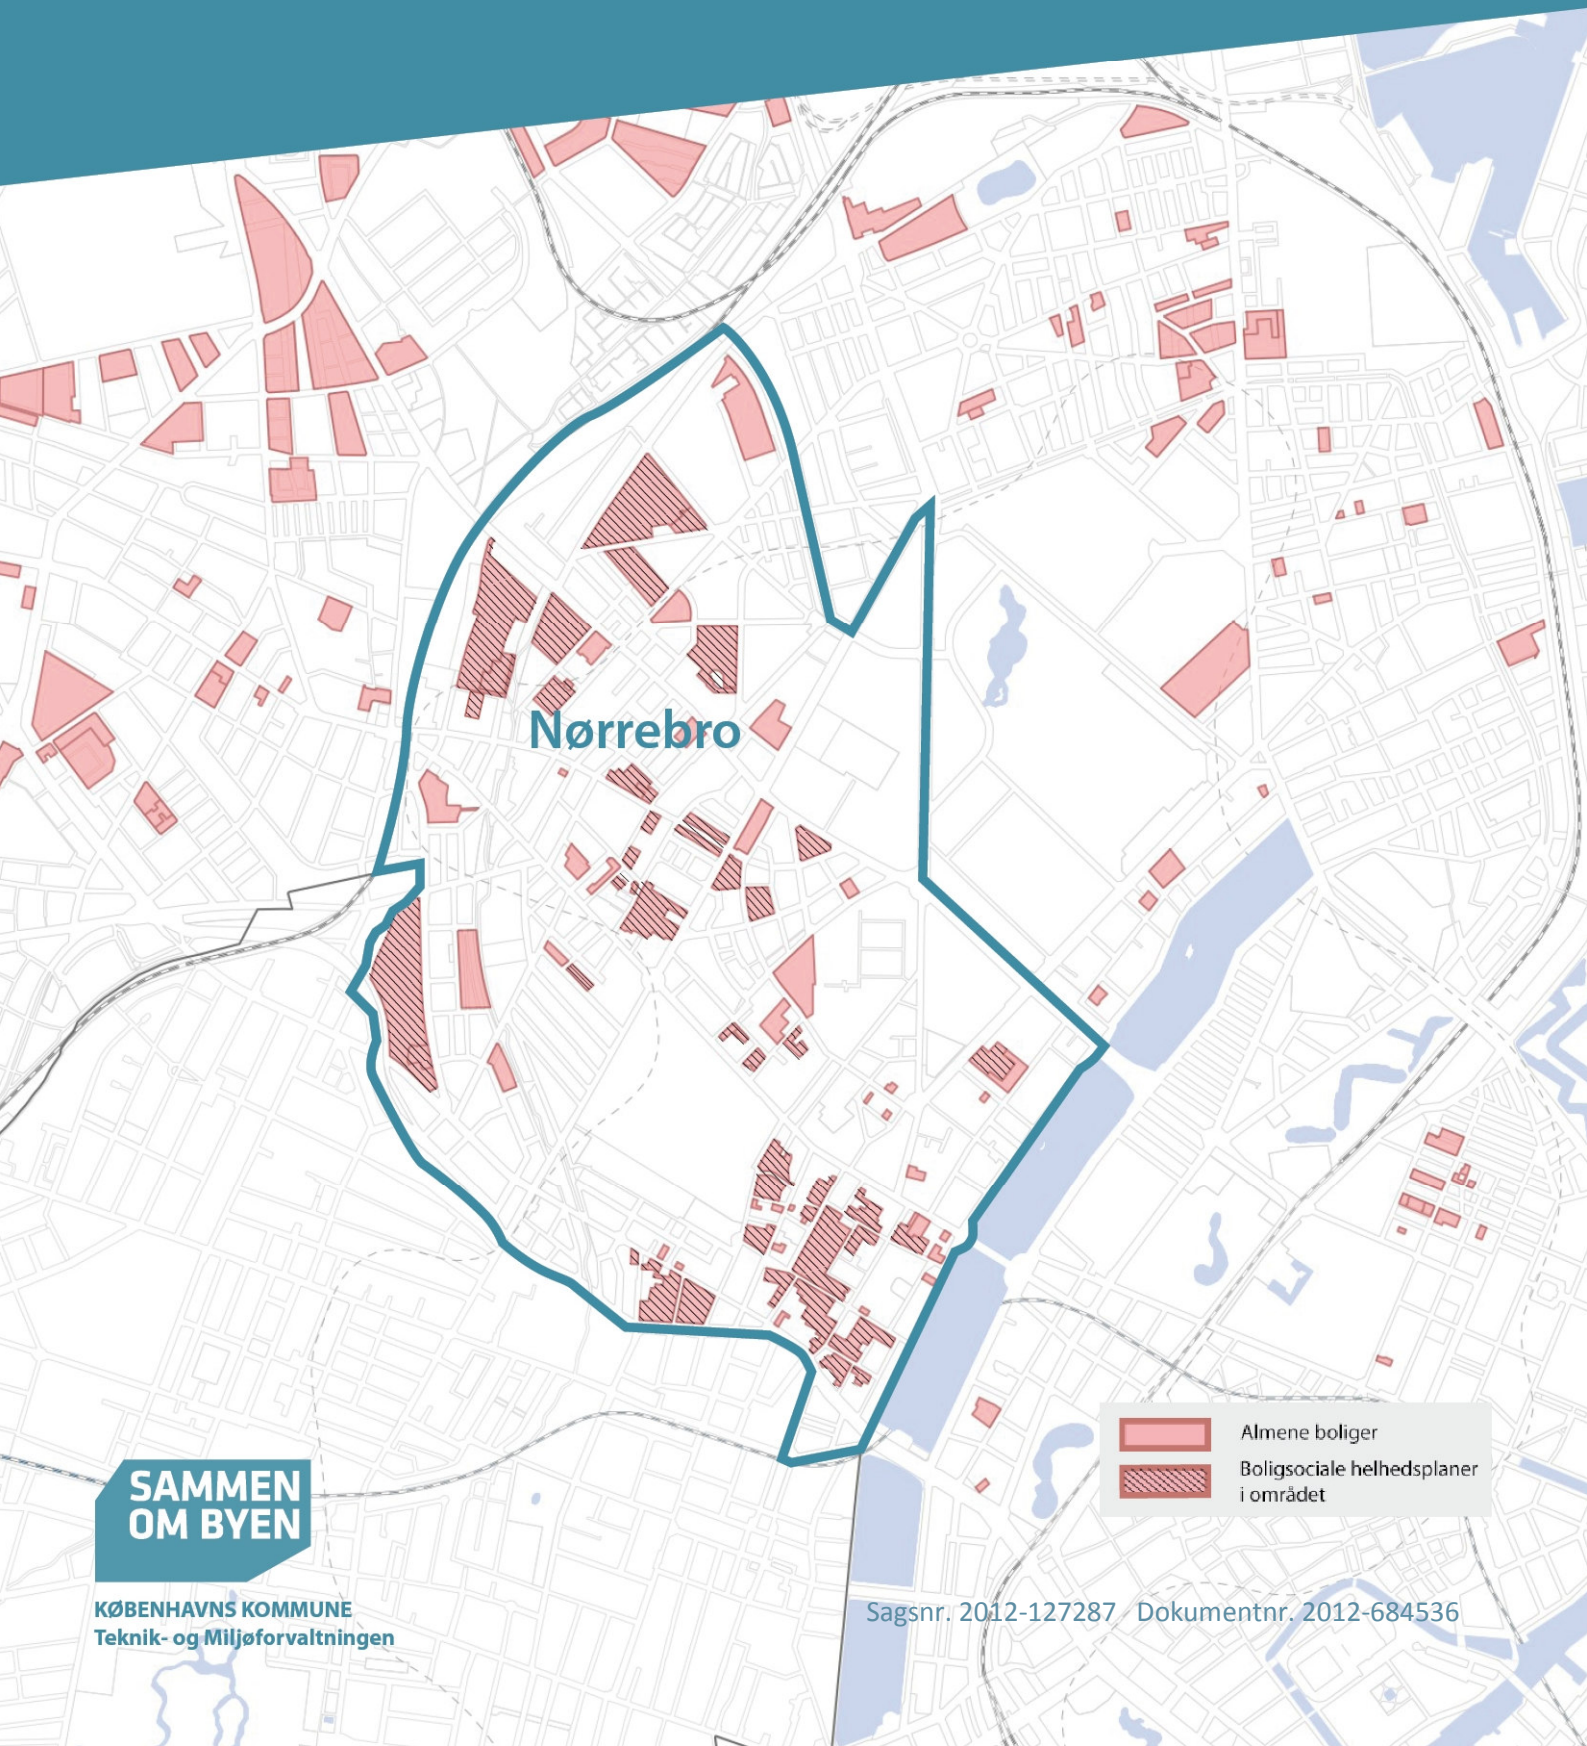 Nørrebro
Almene boliger
Boligsociale helhedsplaner
i området
SAMMEN
OM BYEN
KØBENHAVNS KOMMUNE
Teknik- og Miljøforvaltningen
Sagsnr. 2012-127287 Dokumentnr. 2012-684536